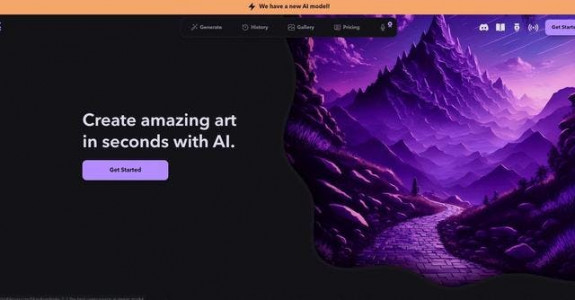 We have a new AI model!
Generate
History
Gallery
Pricing
Get Starte
Create amazing art
in seconds with AI.
Get Started